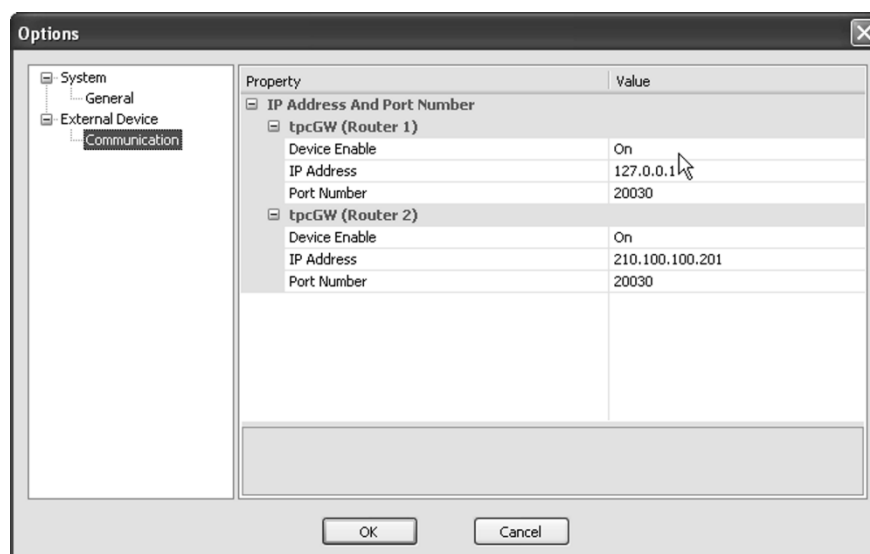 Options
System
General
External Device
Communication
Property Value
IP Address And Port Number
tpcGW (Router 1)
Device Enable On
IP Address 127.0.0.1
Port Number 20030
tpcGW (Router 2)
Device Enable On
IP Address 210.100.100.201
Port Number 20030
OK Cancel